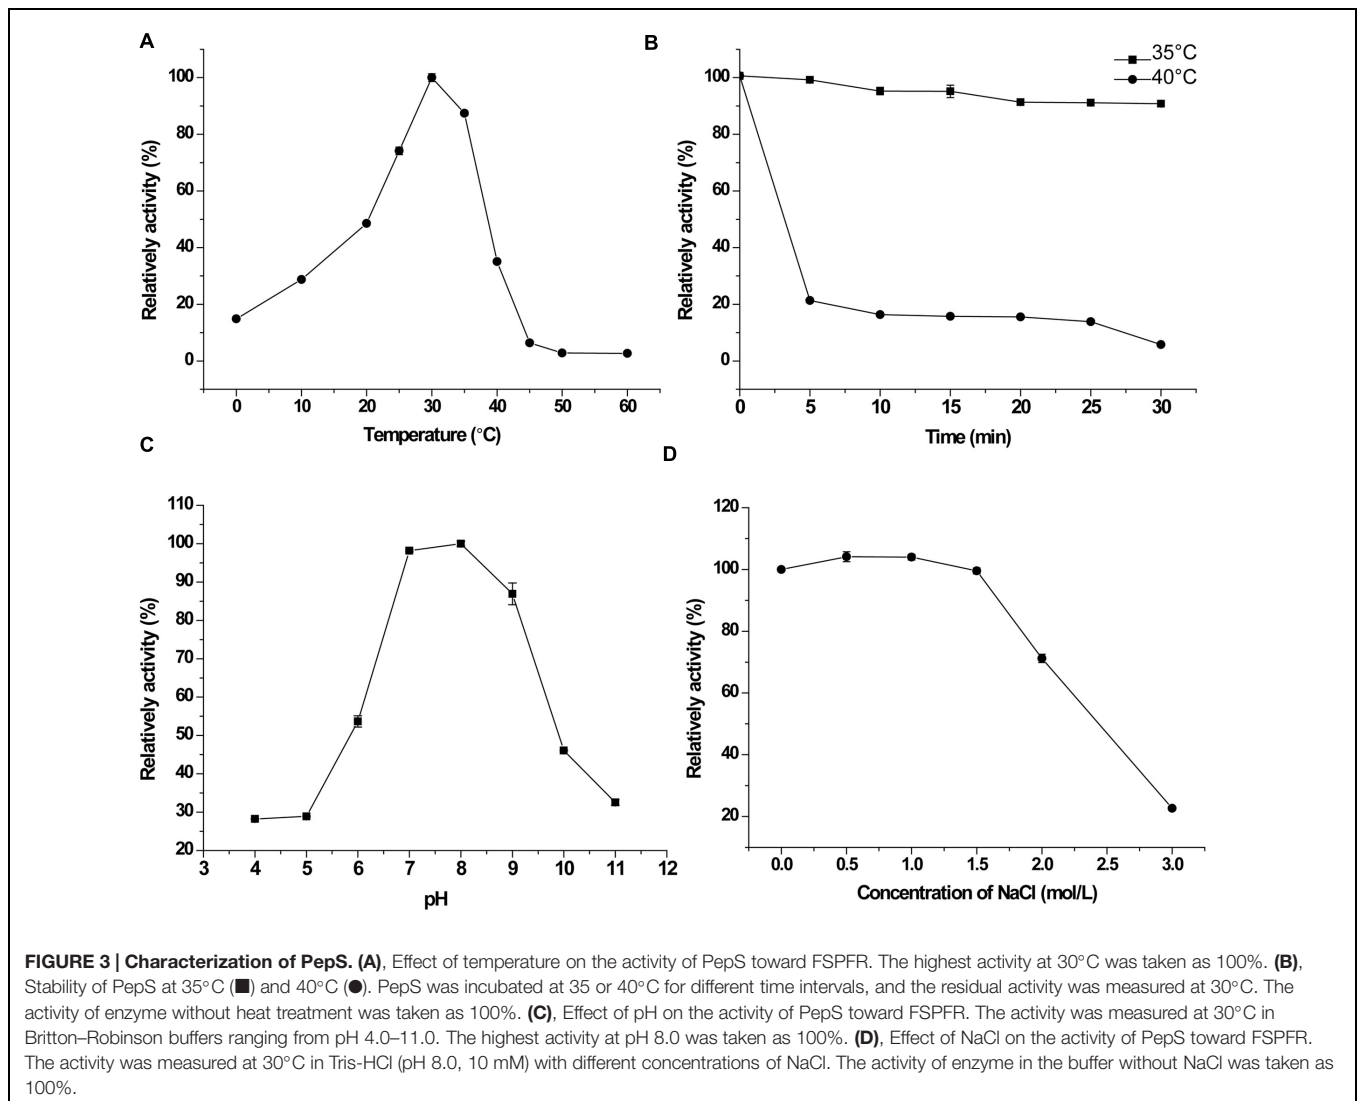 A
Relatively activity (%)
100
80
60
40
20
0
0 10 20 30 40 50 60
Temperature (°C)
B
35°C
40°C
Relatively activity (%)
100
80
60
40
20
0
0 5 10 15 20 25 30
Time (min)
C
Relatively activity (%)
110
100
90
80
70
60
50
40
30
20
3 4 5 6 7 8 9 10 11 12
pH
D
Relatively activity (%)
120
100
80
60
40
20
0.0 0.5 1.0 1.5 2.0 2.5 3.0
Concentration of NaCl (mol/L)
FIGURE 3 | Characterization of PepS. (A), Effect of temperature on the activity of PepS toward FSPFR. The highest activity at 30°C was taken as 100%. (B),
Stability of PepS at 35°C (■) and 40°C (●). PepS was incubated at 35 or 40°C for different time intervals, and the residual activity was measured at 30°C. The
activity of enzyme without heat treatment was taken as 100%. (C), Effect of pH on the activity of PepS toward FSPFR. The activity was measured at 30°C in
Britton–Robinson buffers ranging from pH 4.0–11.0. The highest activity at pH 8.0 was taken as 100%. (D), Effect of NaCl on the activity of PepS toward FSPFR.
The activity was measured at 30°C in Tris-HCl (pH 8.0, 10 mM) with different concentrations of NaCl. The activity of enzyme in the buffer without NaCl was taken as
100%.